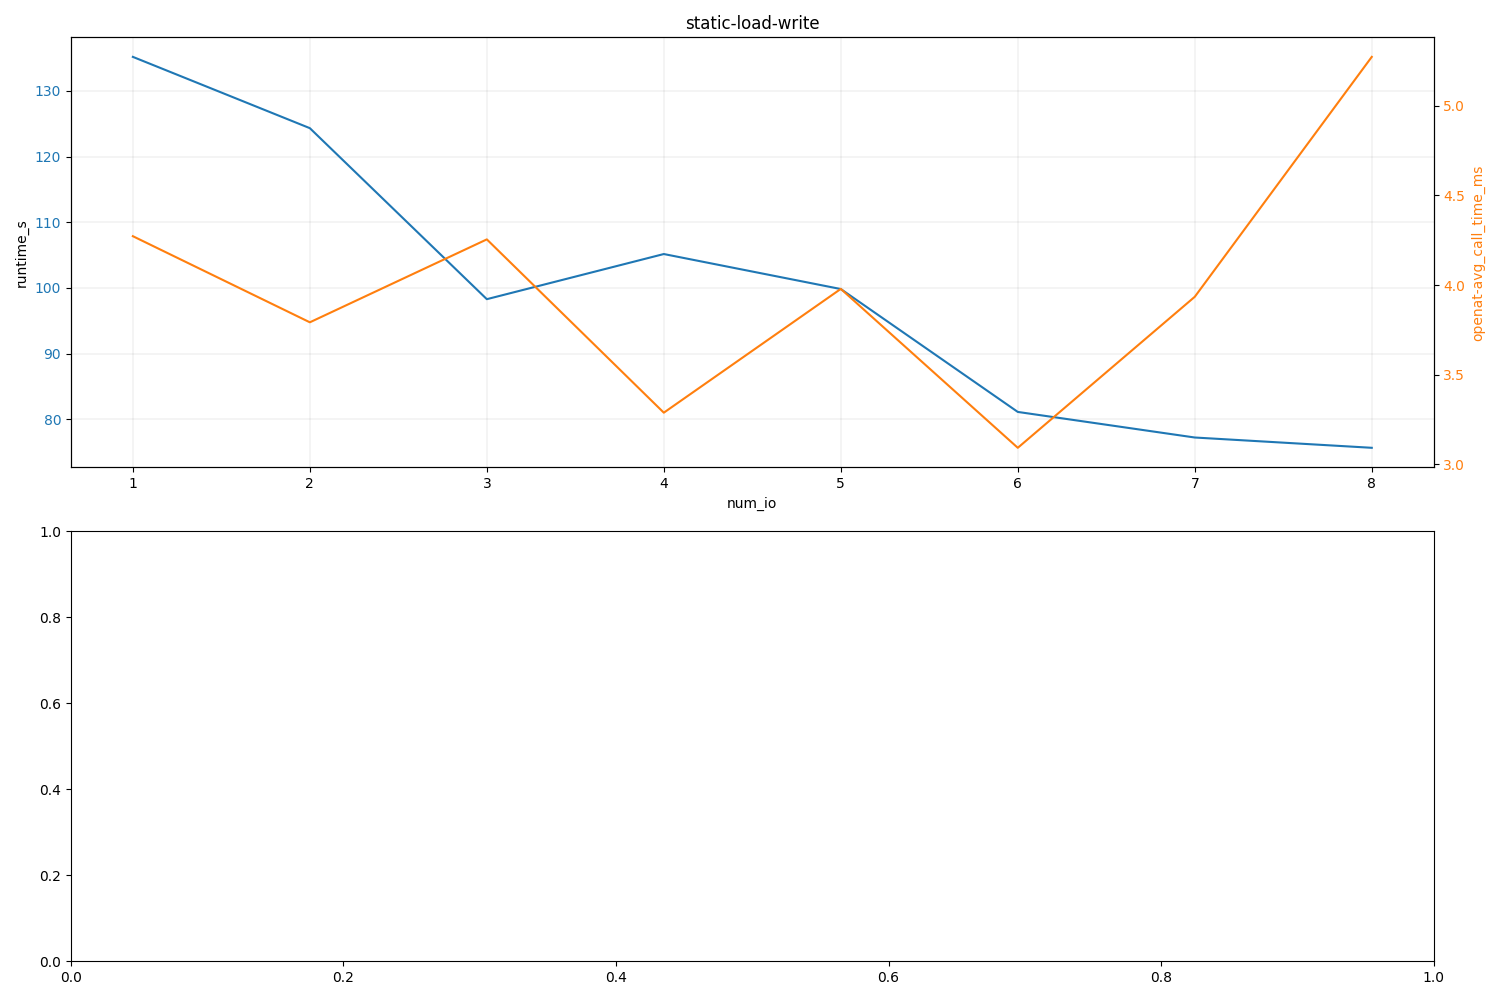 static-load-write
130
120
110
100
90
80
runtime_s
5.0
4.5
4.0
3.5
3.0
openat-avg_call_time_ms
1 2 3 4 5 6 7 8
num_io
1.0
0.8
0.6
0.4
0.2
0.0
0.0 0.2 0.4 0.6 0.8 1.0